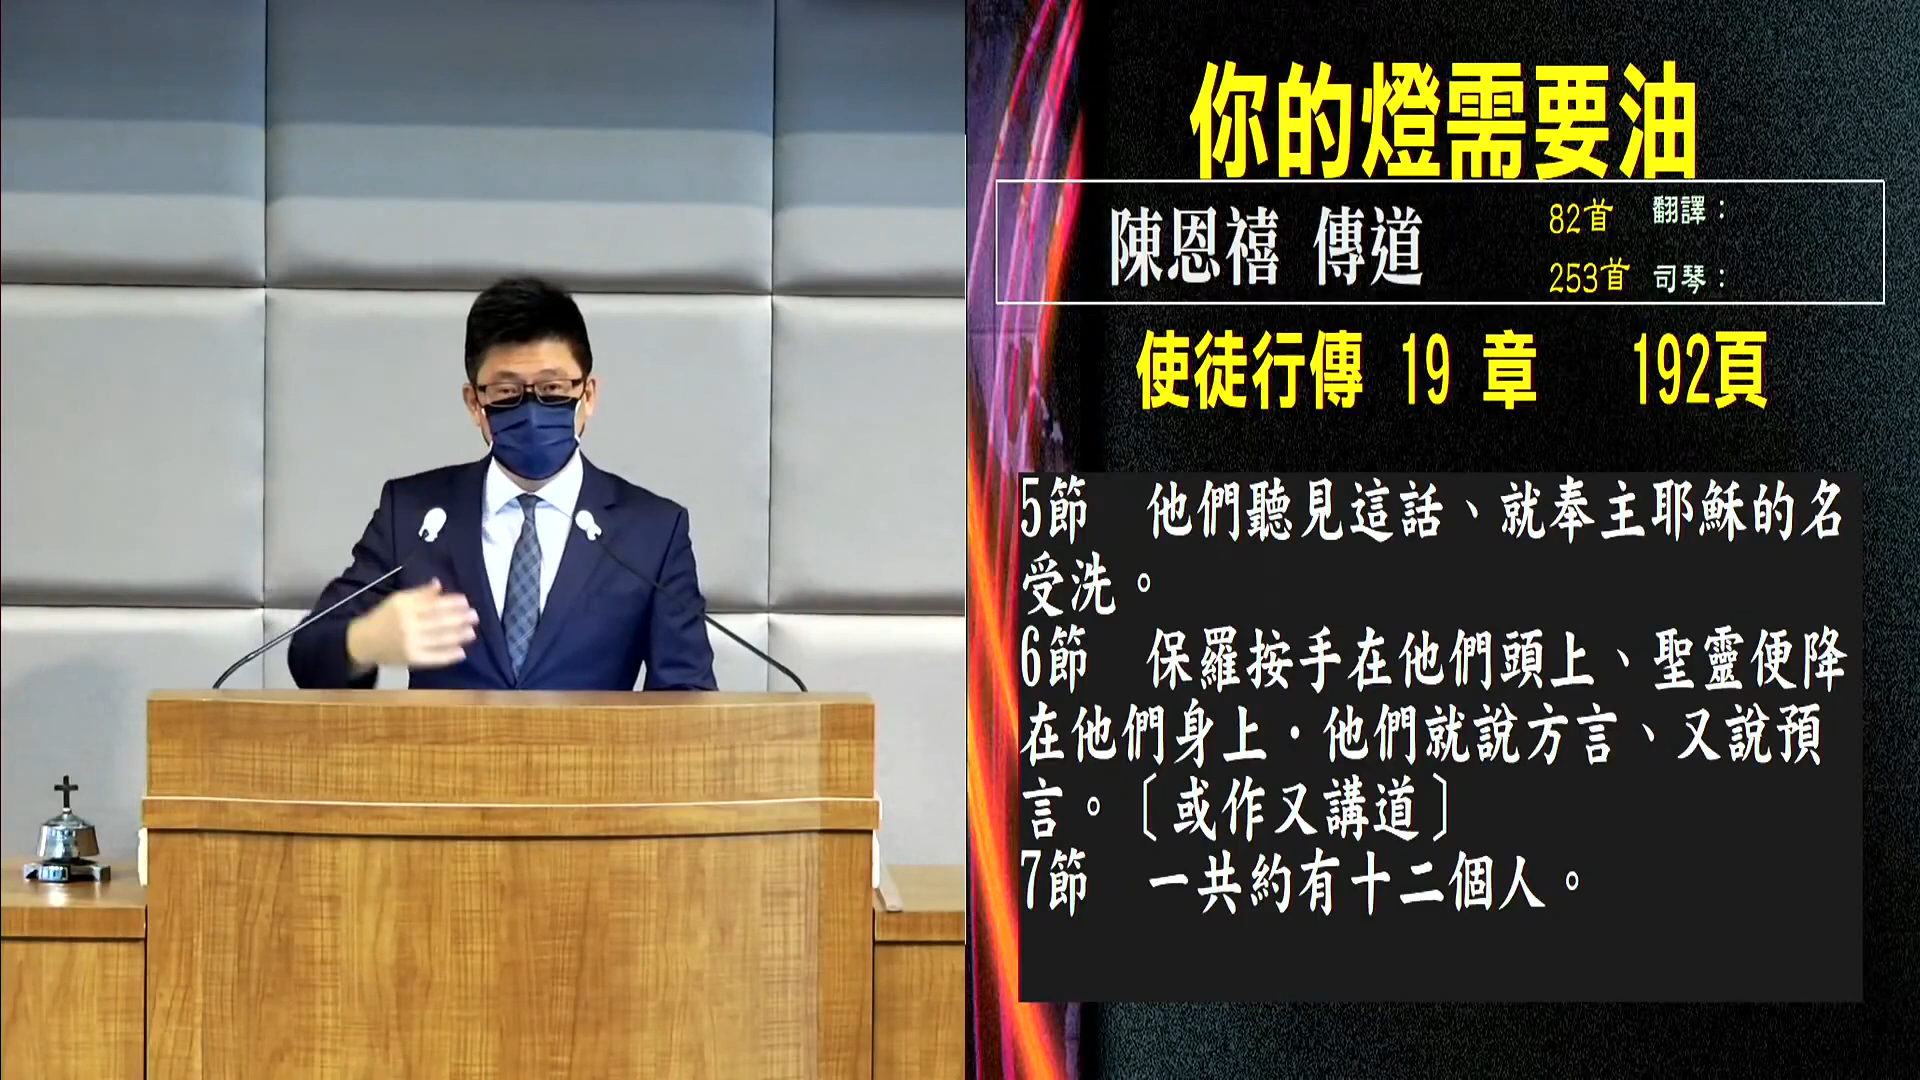 你的燈需要油
陳恩禧 傳道
82首 翻譯：
253首 司琴：
使徒行傳 19 章 192頁
5節 他們聽見這話、就奉主耶穌的名
受洗。
6節 保羅按手在他們頭上、聖靈便降
在他們身上．他們就說方言、又說預
言。〔或作又講道〕
7節 一共約有十二個人。